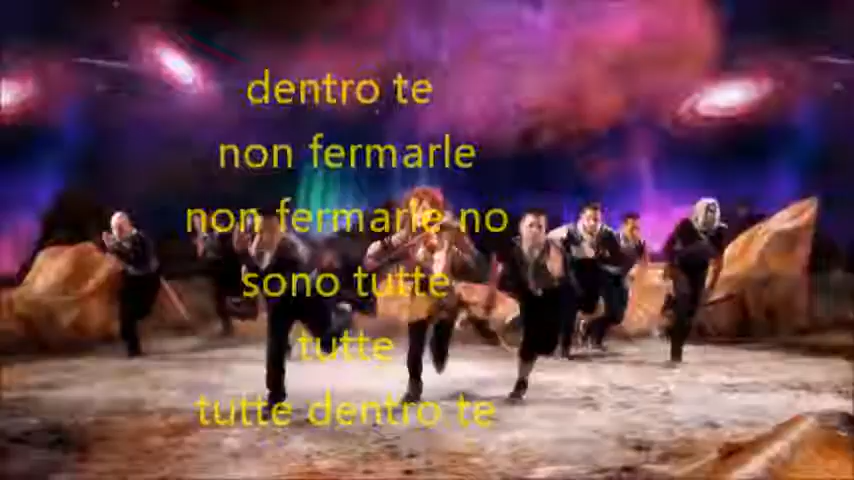 dentro te
non fermarle
non fermarle no
sono tutte
tutte
tutte dentro te